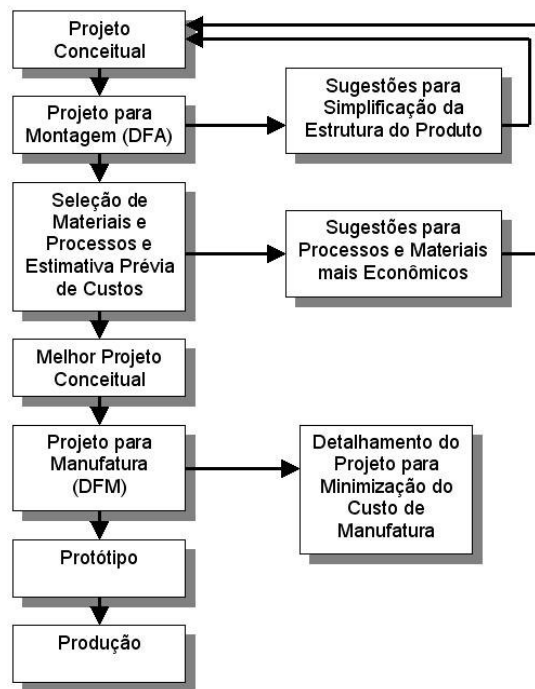 Projeto
Conceitual
Projeto para
Montagem (DFA)
Sugestões para
Simplificação da
Estrutura do Produto
Seleção de
Materiais e
Processos e
Estimativa Prévia
de Custos
Sugestões para
Processos e Materiais
mais Econômicos
Melhor Projeto
Conceitual
Projeto para
Manufatura
(DFM)
Detalhamento do
Projeto para
Minimização do
Custo de
Manufatura
Protótipo
Produção